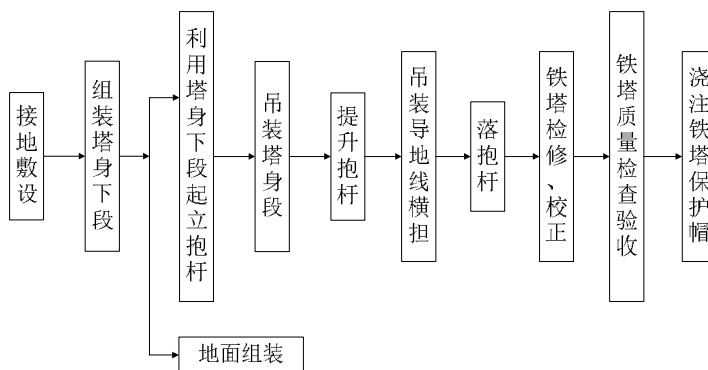 接地敷设
组装塔身下段
利用塔身下段起立抱杆
吊装塔身段
提升抱杆
吊装导地线横担
落抱杆
铁塔检修、校正
铁塔质量检查验收
浇注铁塔保护帽
地面组装